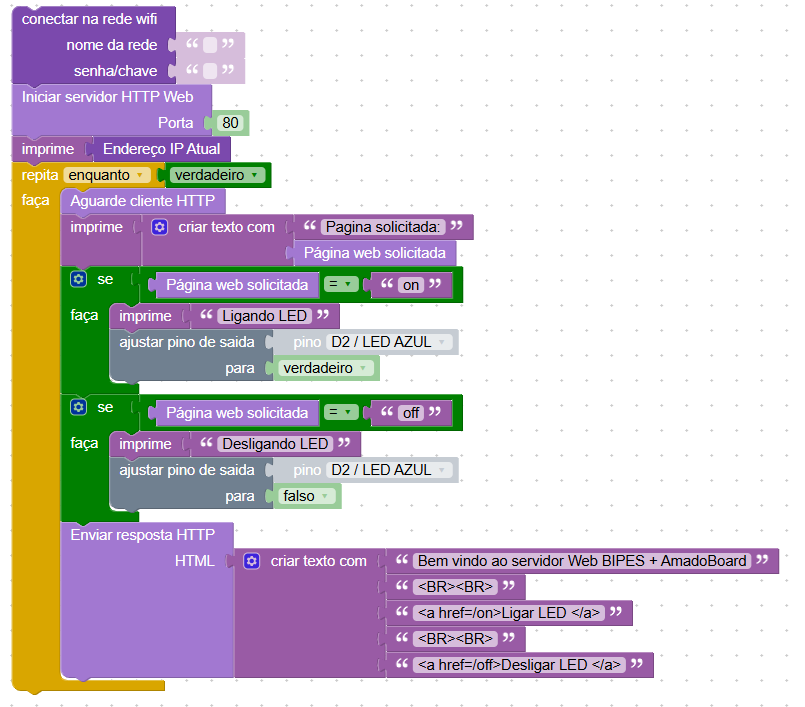 conectar na rede wifi
nome da rede “ ”
senha/chave “ ”
Iniciar servidor HTTP Web
Porta 80
imprime Endereço IP Atual
repita enquanto verdadeiro
faça Aguarde cliente HTTP
imprime criar texto com “ Pagina solicitada: ”
Página web solicitada
se Página web solicitada = “ on ”
faça imprime “ Ligando LED ”
ajustar pino de saida pino D2 / LED AZUL
para verdadeiro
se Página web solicitada = “ off ”
faça imprime “ Desligando LED ”
ajustar pino de saida pino D2 / LED AZUL
para falso
Enviar resposta HTTP
HTML criar texto com “ Bem vindo ao servidor Web BIPES + AmadoBoard ”
“ <BR><BR> ”
“ <a href=/on>Ligar LED </a> ”
“ <BR><BR> ”
“ <a href=/off>Desligar LED </a> ”